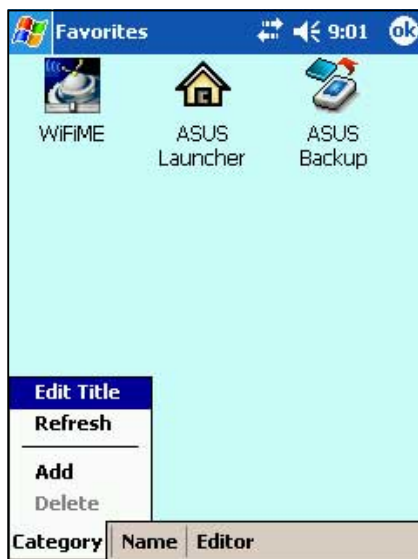 Favorites 9:01 ok
WiFiME
ASUS Launcher
ASUS Backup
Edit Title
Refresh
Add
Delete
Category Name Editor